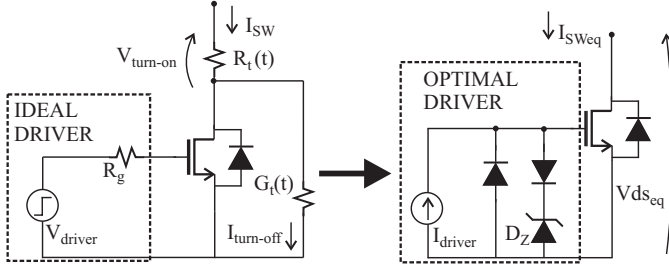 I_SW
V_turn-on
R_t(t)
IDEAL
DRIVER
R_g
V_driver
G_t(t)
I_turn-off
I_SWeq
OPTIMAL
DRIVER
I_driver
D_Z
Vds_eq